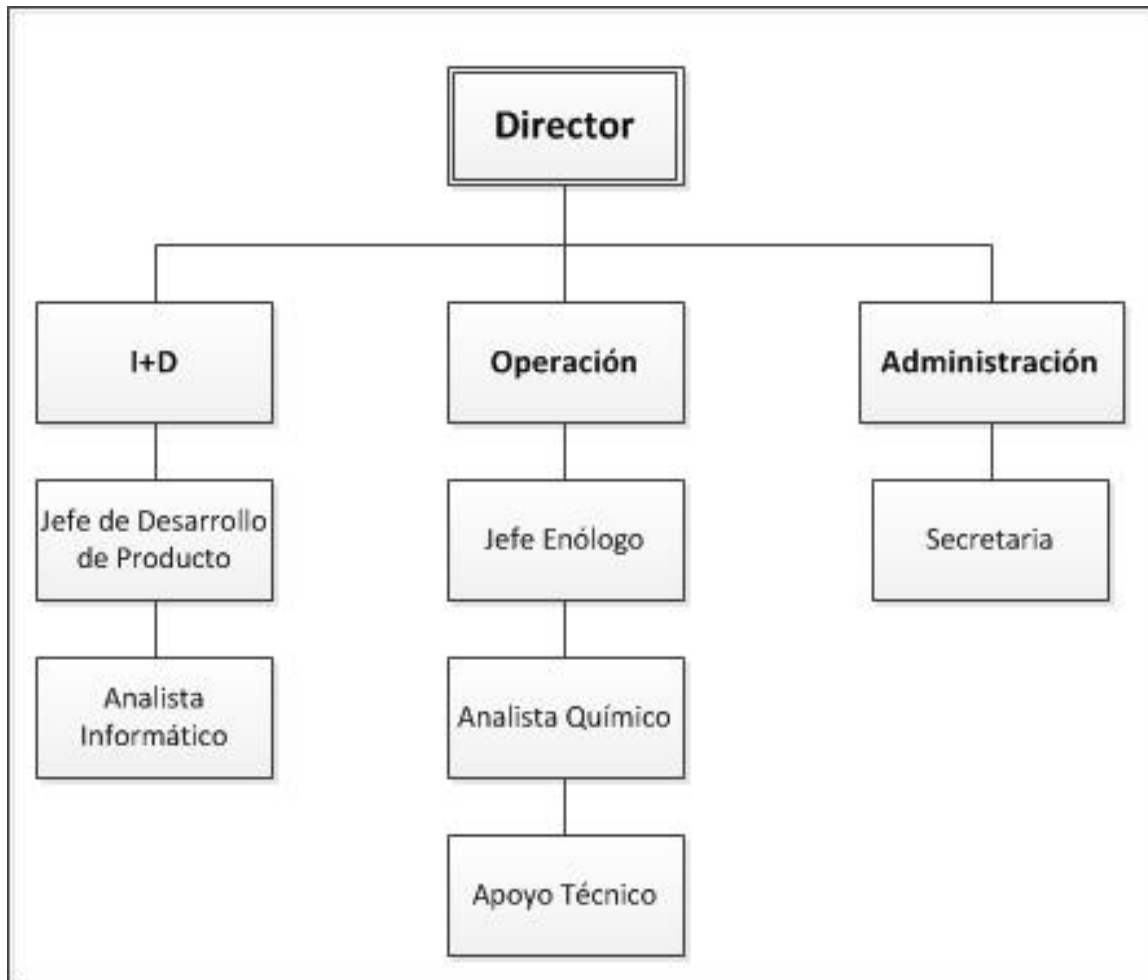 Director
I+D
Operación
Administración
Jefe de Desarrollo
de Producto
Jefe Enólogo
Secretaria
Analista
Informático
Analista Químico
Apoyo Técnico